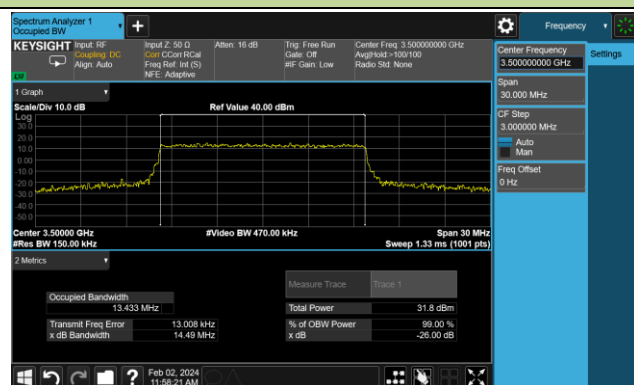 Spectrum Analyzer 1
Occupied BW
Frequency
KEYSIGHT
Input: RF
Coupling: DC
Align: Auto
Input Z: 50 Ω
Corr CCorr RCal
Freq Ref: Int (S)
NFE: Adaptive
Atten: 16 dB
Trig: Free Run
Gate: Off
#IF Gain: Low
Center Freq: 3.500000000 GHz
Avg|Hold:>100/100
Radio Std: None
Center Frequency
3.500000000 GHz
Settings
Span
30.000 MHz
CF Step
3.000000 MHz
Auto
Man
Freq Offset
0 Hz
1 Graph
Scale/Div 10.0 dB
Ref Value 40.00 dBm
Log
30.0
20.0
10.0
0.00
-10.0
-20.0
-30.0
-40.0
-50.0
Center 3.50000 GHz
#Video BW 470.00 kHz
Span 30 MHz
#Res BW 150.00 kHz
Sweep 1.33 ms (1001 pts)
2 Metrics
Measure Trace
Trace 1
Occupied Bandwidth
13.433 MHz
Total Power
31.8 dBm
Transmit Freq Error
13.008 kHz
% of OBW Power
99.00 %
x dB Bandwidth
14.49 MHz
x dB
-26.00 dB
?
Feb 02, 2024
11:58:21 AM